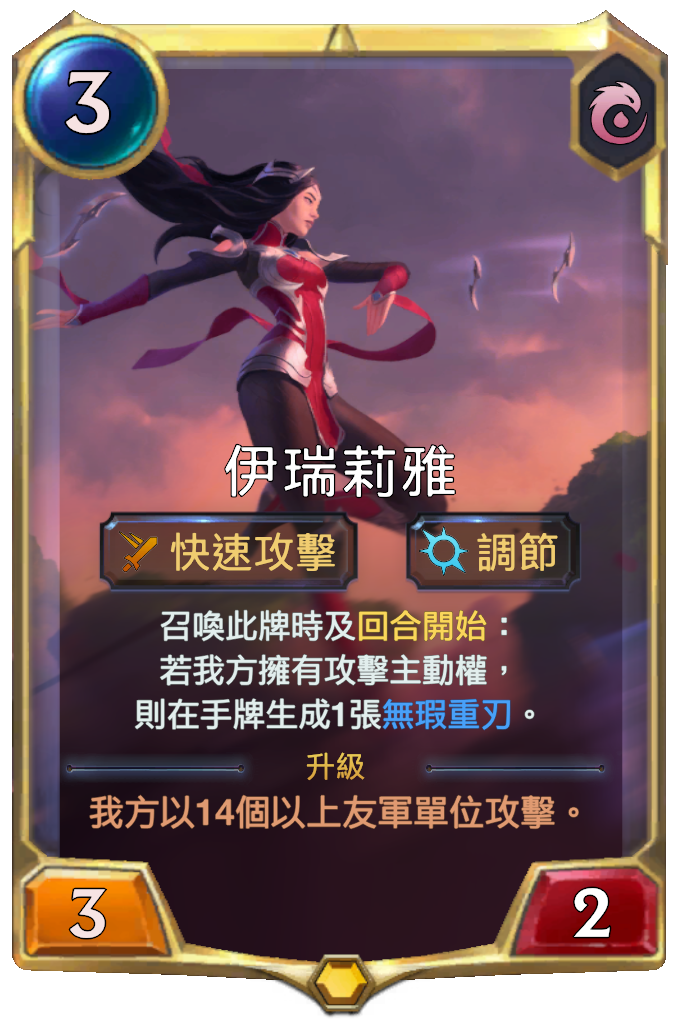 3
伊瑞莉雅
快速攻擊 調節
召喚此牌時及回合開始：
若我方擁有攻擊主動權，
則在手牌生成1張無瑕重刃。
升級
我方以14個以上友軍單位攻擊。
3 2